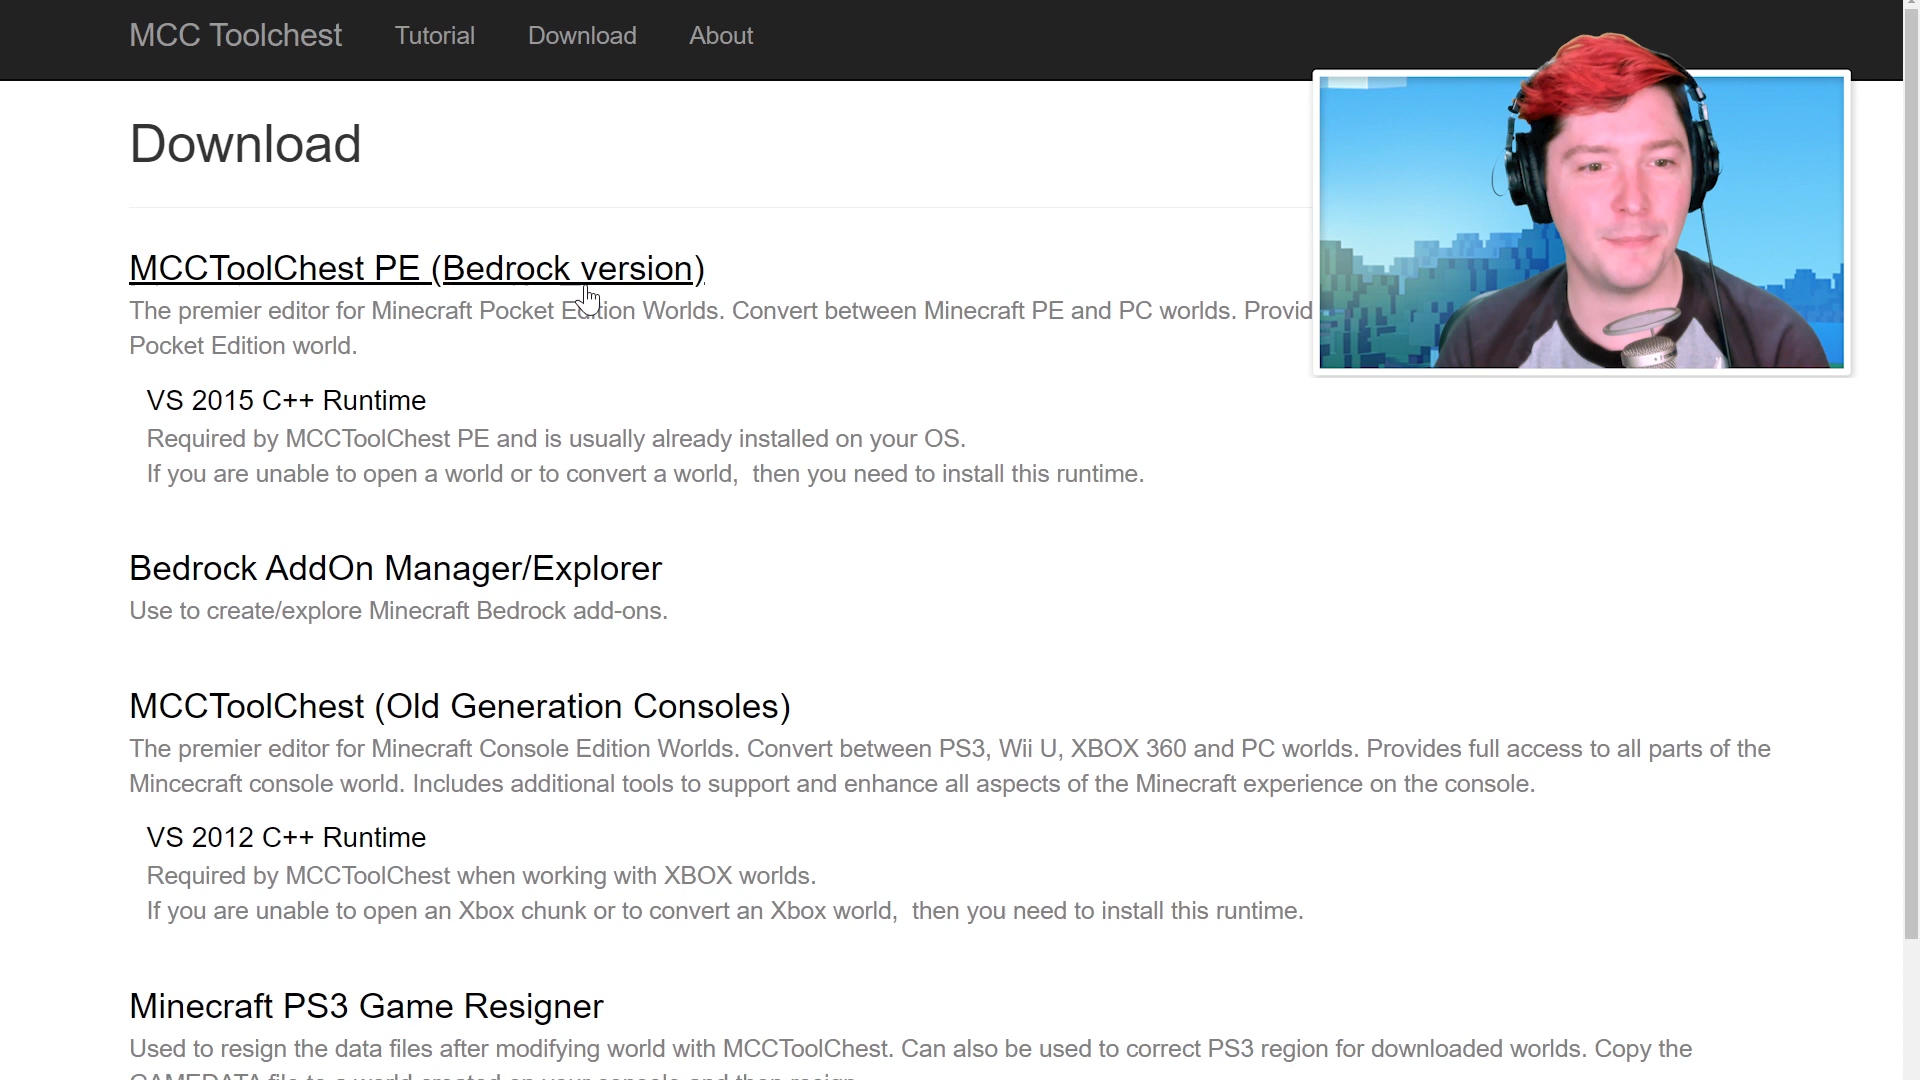 MCC Toolchest Tutorial Download About
Download
MCCToolChest PE (Bedrock version)
The premier editor for Minecraft Pocket Edition Worlds. Convert between Minecraft PE and PC worlds. Provid
Pocket Edition world.
VS 2015 C++ Runtime
Required by MCCToolChest PE and is usually already installed on your OS.
If you are unable to open a world or to convert a world, then you need to install this runtime.
Bedrock AddOn Manager/Explorer
Use to create/explore Minecraft Bedrock add-ons.
MCCToolChest (Old Generation Consoles)
The premier editor for Minecraft Console Edition Worlds. Convert between PS3, Wii U, XBOX 360 and PC worlds. Provides full access to all parts of the
Mincecraft console world. Includes additional tools to support and enhance all aspects of the Minecraft experience on the console.
VS 2012 C++ Runtime
Required by MCCToolChest when working with XBOX worlds.
If you are unable to open an Xbox chunk or to convert an Xbox world, then you need to install this runtime.
Minecraft PS3 Game Resigner
Used to resign the data files after modifying world with MCCToolChest. Can also be used to correct PS3 region for downloaded worlds. Copy the